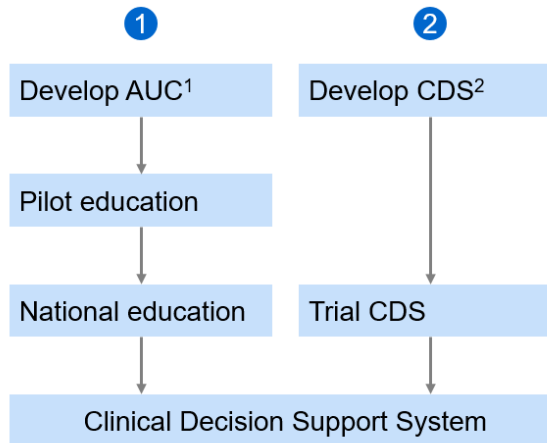 1
2
Develop AUC¹
Develop CDS²
Pilot education
National education
Trial CDS
Clinical Decision Support System